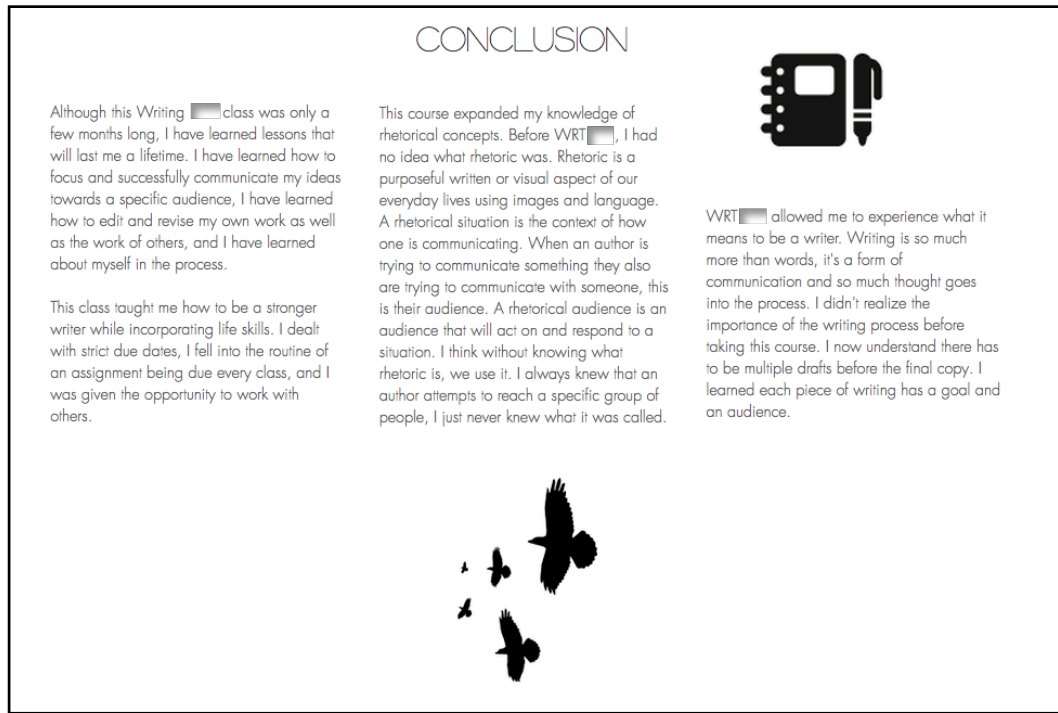 CONCLUSION
Although this Writing class was only a
few months long, I have learned lessons that
will last me a lifetime. I have learned how to
focus and successfully communicate my ideas
towards a specific audience, I have learned
how to edit and revise my own work as well
as the work of others, and I have learned
about myself in the process.
This class taught me how to be a stronger
writer while incorporating life skills. I dealt
with strict due dates, I fell into the routine of
an assignment being due every class, and I
was given the opportunity to work with
others.
This course expanded my knowledge of
rhetorical concepts. Before WRT , I had
no idea what rhetoric was. Rhetoric is a
purposeful written or visual aspect of our
everyday lives using images and language.
A rhetorical situation is the context of how
one is communicating. When an author is
trying to communicate something they also
are trying to communicate with someone, this
is their audience. A rhetorical audience is an
audience that will act on and respond to a
situation. I think without knowing what
rhetoric is, we use it. I always knew that an
author attempts to reach a specific group of
people, I just never knew what it was called.
WRT allowed me to experience what it
means to be a writer. Writing is so much
more than words, it's a form of
communication and so much thought goes
into the process. I didn't realize the
importance of the writing process before
taking this course. I now understand there has
to be multiple drafts before the final copy. I
learned each piece of writing has a goal and
an audience.